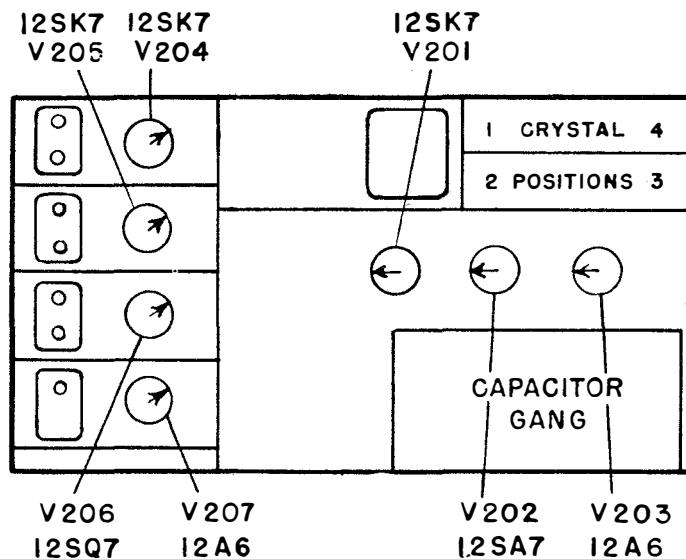 12SK7 12SK7 12SK7
V205 V204 V201
1 CRYSTAL 4
2 POSITIONS 3
CAPACITOR
GANG
V206 V207 V202 V203
12SQ7 12A6 12SA7 12A6